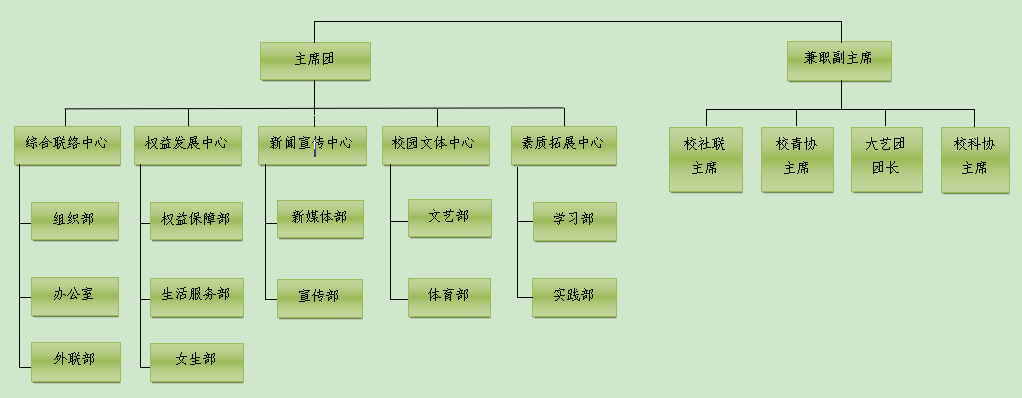 主席团
兼职副主席
综合联络中心
权益发展中心
新闻宣传中心
校园文体中心
素质拓展中心
校社联
主席
校青协
主席
大艺团
团长
校科协
主席
组织部
权益保障部
新媒体部
文艺部
学习部
办公室
生活服务部
宣传部
体育部
实践部
外联部
文生部